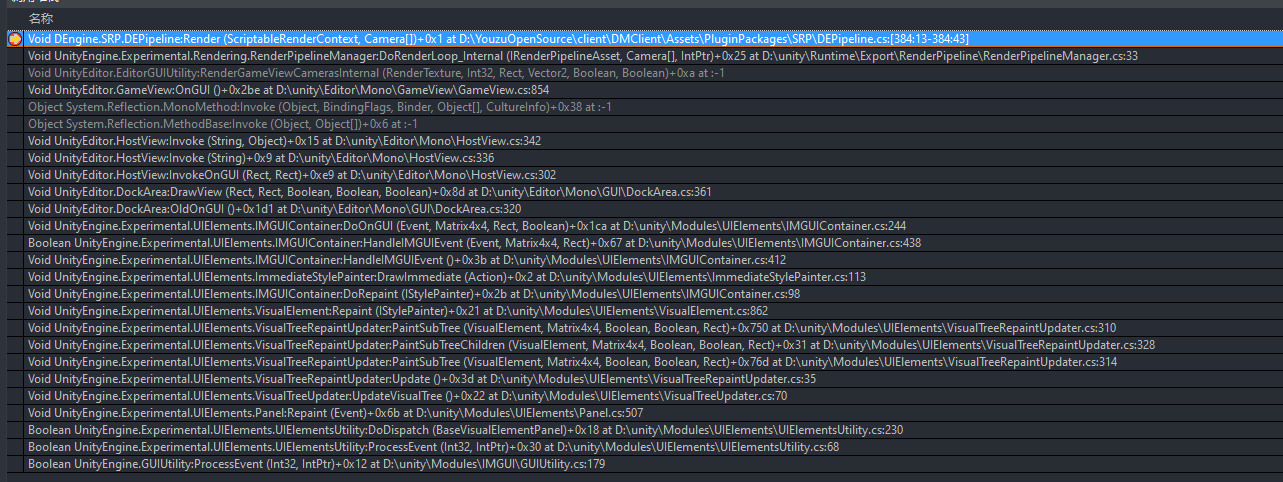 名称
Void DEngine.SRP.DEPipeline:Render (ScriptableRenderContext, Camera[])+0x1 at D:\YouzuOpenSource\client\DMClient\Assets\PluginPackages\SRP\DEPipeline.cs:[384:13-384:43]
Void UnityEngine.Experimental.Rendering.RenderPipelineManager:DoRenderLoop_Internal (IRenderPipelineAsset, Camera[], IntPtr)+0x25 at D:\unity\Runtime\Export\RenderPipeline\RenderPipelineManager.cs:33
Void UnityEditor.EditorGUIUtility:RenderGameViewCamerasInternal (RenderTexture, Int32, Rect, Vector2, Boolean, Boolean)+0xa at :-1
Void UnityEditor.GameView:OnGUI ()+0x2be at D:\unity\Editor\Mono\GameView\GameView.cs:854
Object System.Reflection.MonoMethod:Invoke (Object, BindingFlags, Binder, Object[], CultureInfo)+0x38 at :-1
Object System.Reflection.MethodBase:Invoke (Object, Object[])+0x6 at :-1
Void UnityEditor.HostView:Invoke (String, Object)+0x15 at D:\unity\Editor\Mono\HostView.cs:342
Void UnityEditor.HostView:Invoke (String)+0x9 at D:\unity\Editor\Mono\HostView.cs:336
Void UnityEditor.HostView:InvokeOnGUI (Rect, Rect)+0xe9 at D:\unity\Editor\Mono\HostView.cs:302
Void UnityEditor.DockArea:DrawView (Rect, Rect, Boolean, Boolean, Boolean)+0x8d at D:\unity\Editor\Mono\GUI\DockArea.cs:361
Void UnityEditor.DockArea:OldOnGUI ()+0x1d1 at D:\unity\Editor\Mono\GUI\DockArea.cs:320
Void UnityEngine.Experimental.UIElements.IMGUIContainer:DoOnGUI (Event, Matrix4x4, Rect, Boolean)+0x1ca at D:\unity\Modules\UIElements\IMGUIContainer.cs:244
Boolean UnityEngine.Experimental.UIElements.IMGUIContainer:HandleIMGUIEvent (Event, Matrix4x4, Rect)+0x67 at D:\unity\Modules\UIElements\IMGUIContainer.cs:438
Void UnityEngine.Experimental.UIElements.IMGUIContainer:HandleIMGUIEvent ()+0x3b at D:\unity\Modules\UIElements\IMGUIContainer.cs:412
Void UnityEngine.Experimental.UIElements.ImmediateStylePainter:DrawImmediate (Action)+0x2 at D:\unity\Modules\UIElements\ImmediateStylePainter.cs:113
Void UnityEngine.Experimental.UIElements.IMGUIContainer:DoRepaint (IStylePainter)+0x2b at D:\unity\Modules\UIElements\IMGUIContainer.cs:98
Void UnityEngine.Experimental.UIElements.VisualElement:Repaint (IStylePainter)+0x21 at D:\unity\Modules\UIElements\VisualElement.cs:862
Void UnityEngine.Experimental.UIElements.VisualTreeRepaintUpdater:PaintSubTree (VisualElement, Matrix4x4, Boolean, Boolean, Rect)+0x750 at D:\unity\Modules\UIElements\VisualTreeRepaintUpdater.cs:310
Void UnityEngine.Experimental.UIElements.VisualTreeRepaintUpdater:PaintSubTreeChildren (VisualElement, Matrix4x4, Boolean, Boolean, Rect)+0x31 at D:\unity\Modules\UIElements\VisualTreeRepaintUpdater.cs:328
Void UnityEngine.Experimental.UIElements.VisualTreeRepaintUpdater:PaintSubTree (VisualElement, Matrix4x4, Boolean, Boolean, Rect)+0x76d at D:\unity\Modules\UIElements\VisualTreeRepaintUpdater.cs:314
Void UnityEngine.Experimental.UIElements.VisualTreeRepaintUpdater:Update ()+0x3d at D:\unity\Modules\UIElements\VisualTreeRepaintUpdater.cs:35
Void UnityEngine.Experimental.UIElements.VisualTreeUpdater:UpdateVisualTree ()+0x22 at D:\unity\Modules\UIElements\VisualTreeUpdater.cs:70
Void UnityEngine.Experimental.UIElements.Panel:Repaint (Event)+0x6b at D:\unity\Modules\UIElements\Panel.cs:507
Boolean UnityEngine.Experimental.UIElements.UIElementsUtility:DoDispatch (BaseVisualElementPanel)+0x18 at D:\unity\Modules\UIElements\UIElementsUtility.cs:230
Boolean UnityEngine.Experimental.UIElements.UIElementsUtility:ProcessEvent (Int32, IntPtr)+0x30 at D:\unity\Modules\UIElements\UIElementsUtility.cs:68
Boolean UnityEngine.GUIUtility:ProcessEvent (Int32, IntPtr)+0x12 at D:\unity\Modules\IMGUI\GUIUtility.cs:179